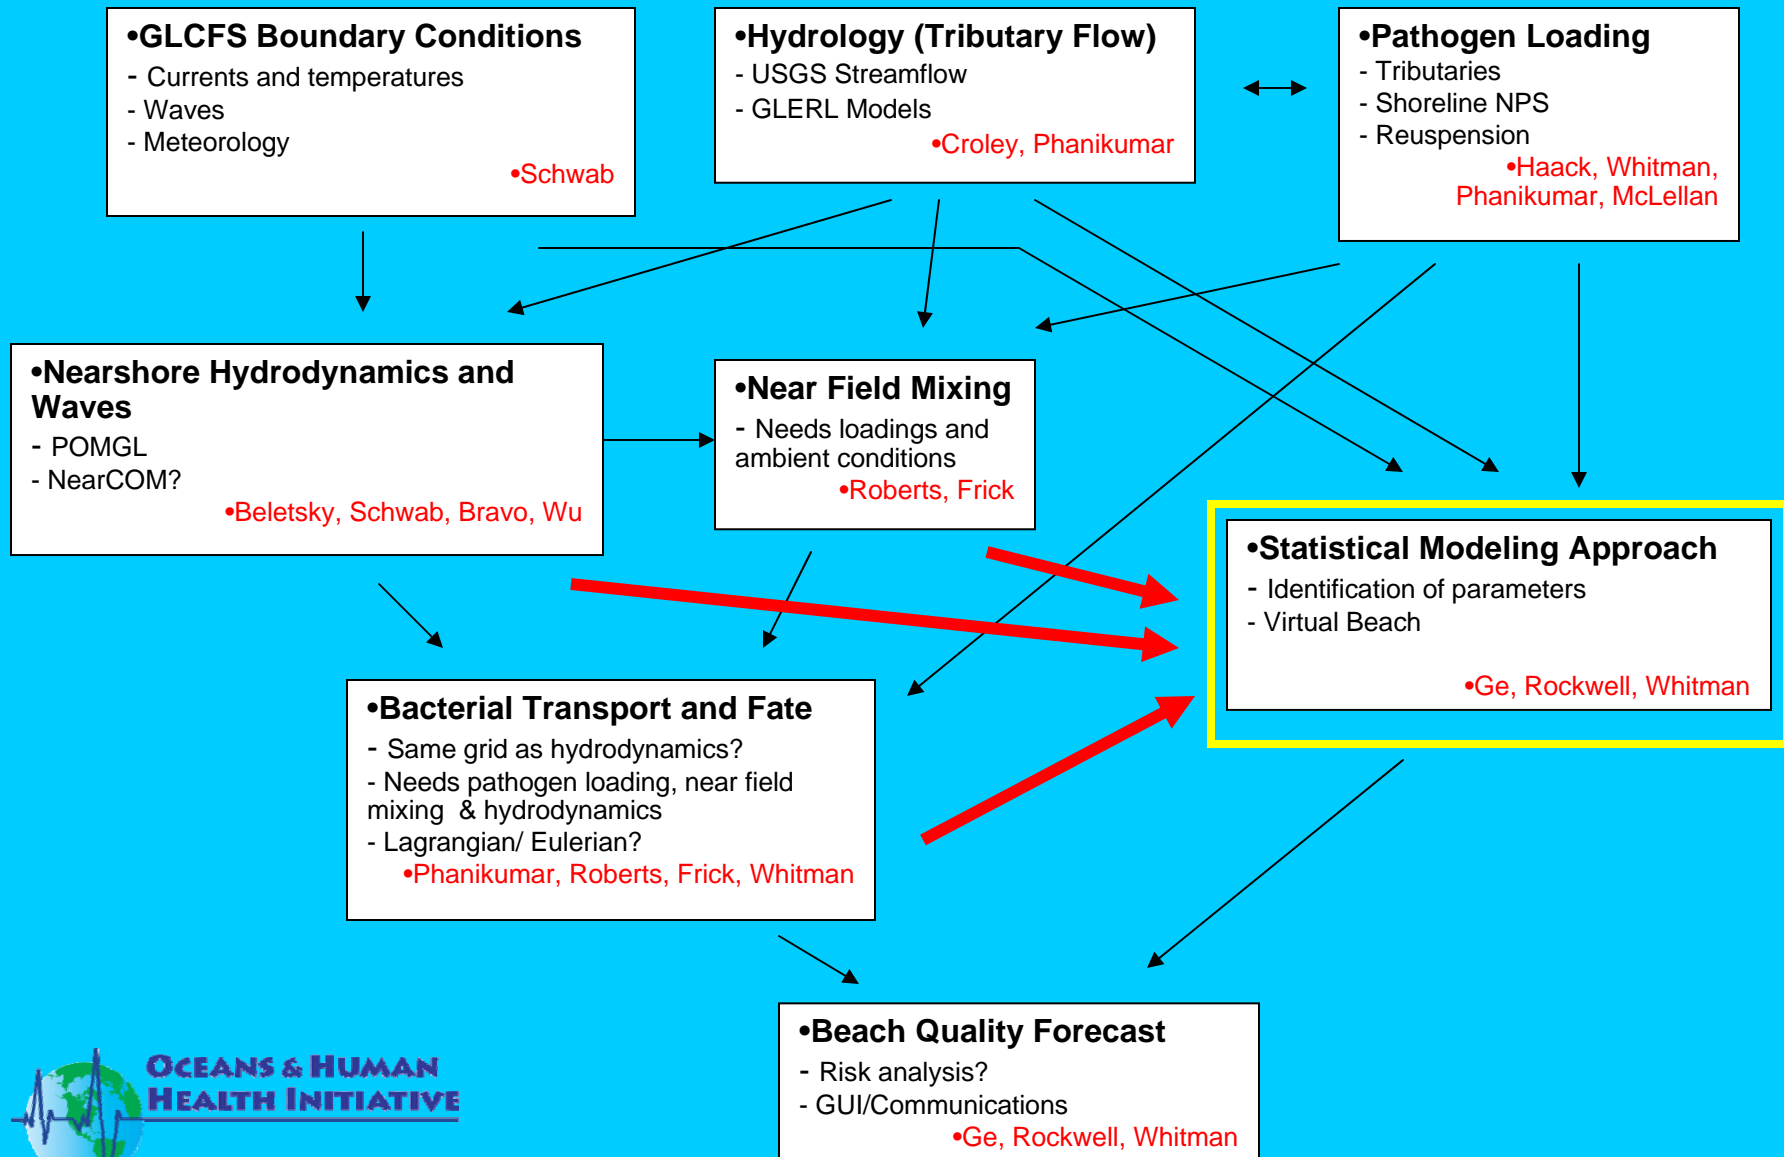 •GLCFS Boundary Conditions
- Currents and temperatures
- Waves
- Meteorology
•Schwab
•Hydrology (Tributary Flow)
- USGS Streamflow
- GLERL Models
•Croley, Phanikumar
•Pathogen Loading
- Tributaries
- Shoreline NPS
- Reuspension
•Haack, Whitman,
Phanikumar, McLellan
•Nearshore Hydrodynamics and
Waves
- POMGL
- NearCOM?
•Beletsky, Schwab, Bravo, Wu
•Near Field Mixing
- Needs loadings and
ambient conditions
•Roberts, Frick
•Statistical Modeling Approach
- Identification of parameters
- Virtual Beach
•Ge, Rockwell, Whitman
•Bacterial Transport and Fate
- Same grid as hydrodynamics?
- Needs pathogen loading, near field
mixing & hydrodynamics
- Lagrangian/ Eulerian?
•Phanikumar, Roberts, Frick, Whitman
•Beach Quality Forecast
- Risk analysis?
- GUI/Communications
•Ge, Rockwell, Whitman
OCEANS & HUMAN
HEALTH INITIATIVE